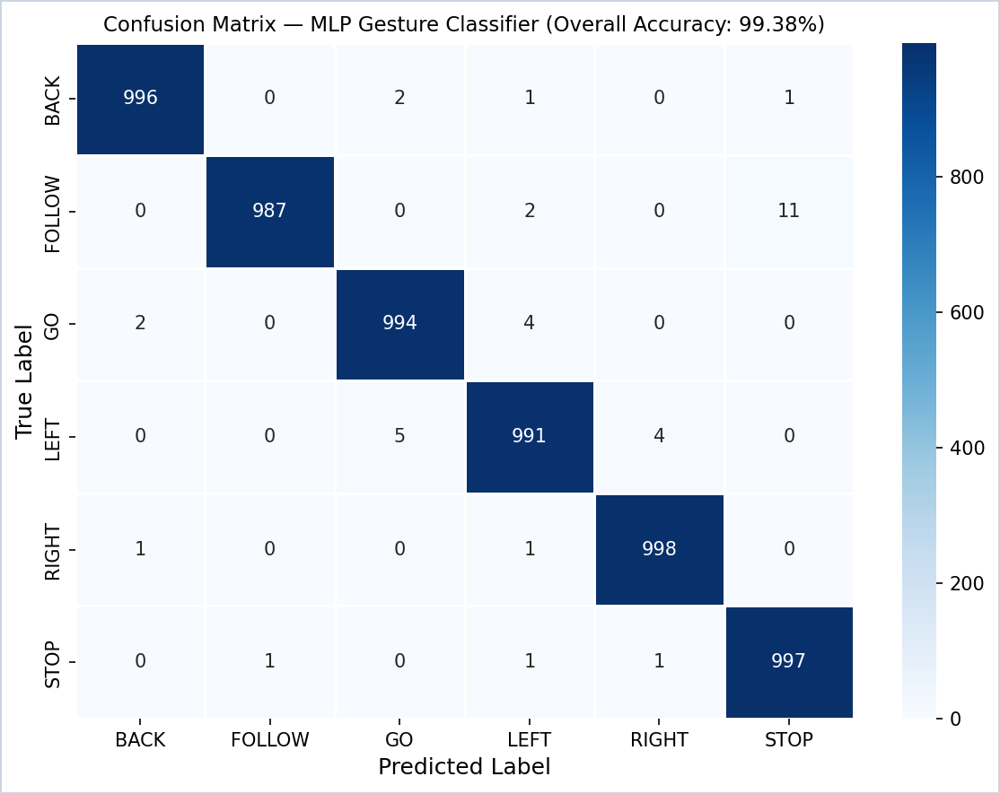 Confusion Matrix — MLP Gesture Classifier (Overall Accuracy: 99.38%)
True Label
BACK 996 0 2 1 0 1
FOLLOW 0 987 0 2 0 11
GO 2 0 994 4 0 0
LEFT 0 0 5 991 4 0
RIGHT 1 0 0 1 998 0
STOP 0 1 0 1 1 997
BACK FOLLOW GO LEFT RIGHT STOP
Predicted Label
800
600
400
200
0